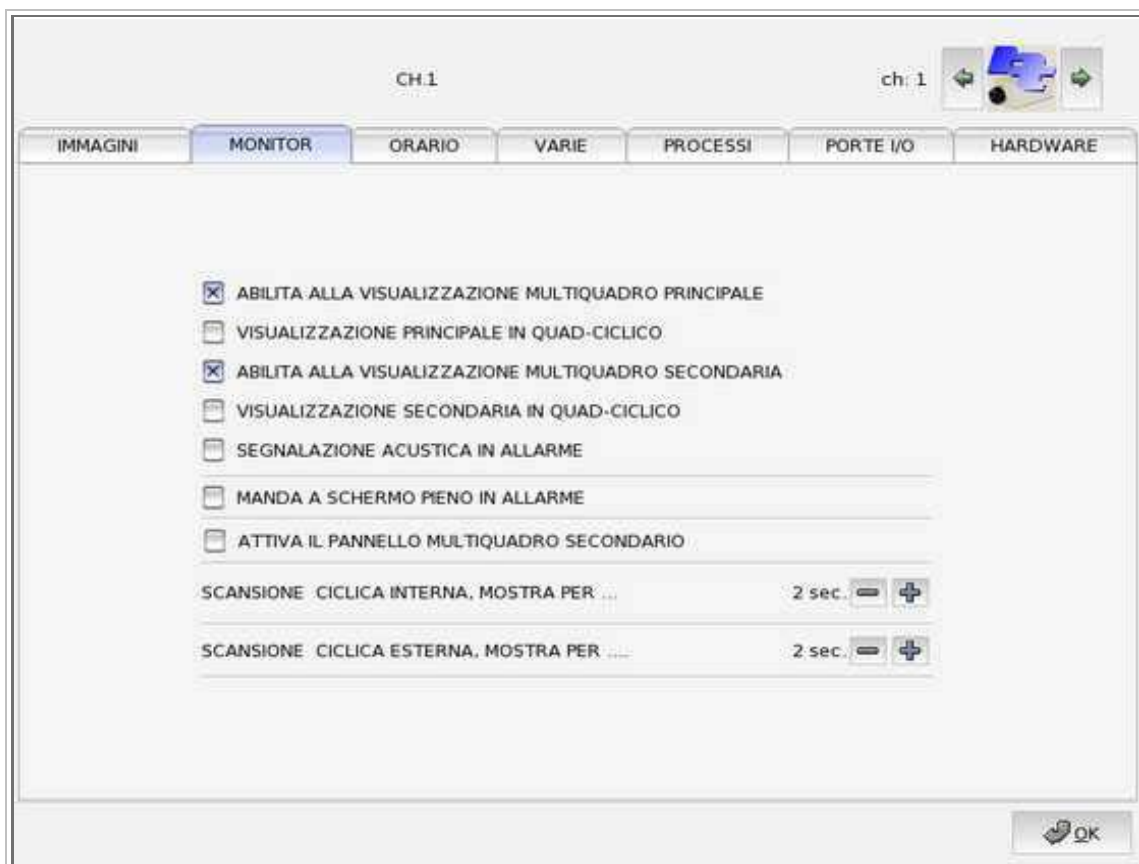 CH.1
ch: 1
IMMAGINI MONITOR ORARIO VARIE PROCESSI PORTE I/O HARDWARE
ABILITA ALLA VISUALIZZAZIONE MULTIQUADRO PRINCIPALE
VISUALIZZAZIONE PRINCIPALE IN QUAD-CICLICO
ABILITA ALLA VISUALIZZAZIONE MULTIQUADRO SECONDARIA
VISUALIZZAZIONE SECONDARIA IN QUAD-CICLICO
SEGNALAZIONE ACUSTICA IN ALLARME
MANDA A SCHERMO PIENO IN ALLARME
ATTIVA IL PANNELLO MULTIQUADRO SECONDARIO
SCANSIONE CICLICA INTERNA, MOSTRA PER ... 2 sec.
SCANSIONE CICLICA ESTERNA, MOSTRA PER .... 2 sec.
OK